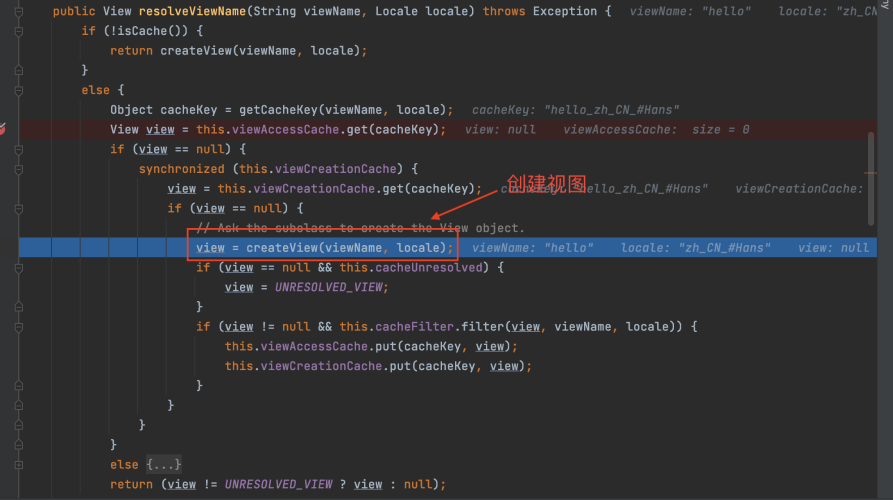 public View resolveViewName(String viewName, Locale locale) throws Exception {   viewName: "hello"    locale: "zh_CN
if (!isCache()) {
return createView(viewName, locale);
}
else {
Object cacheKey = getCacheKey(viewName, locale);   cacheKey: "hello_zh_CN_#Hans"
View view = this.viewAccessCache.get(cacheKey);   view: null    viewAccessCache:  size = 0
if (view == null) {
synchronized (this.viewCreationCache) {
创建视图
view = this.viewCreationCache.get(cacheKey);   hello_zh_CN_#Hans"    viewCreationCache:
if (view == null) {
// Ask the subclass to create the View object.
view = createView(viewName, locale);   viewName: "hello"    locale: "zh_CN_#Hans"    view: null
if (view == null && this.cacheUnresolved) {
view = UNRESOLVED_VIEW;
}
if (view != null && this.cacheFilter.filter(view, viewName, locale)) {
this.viewAccessCache.put(cacheKey, view);
this.viewCreationCache.put(cacheKey, view);
}
}
}
}
else {...}
return (view != UNRESOLVED_VIEW ? view : null);